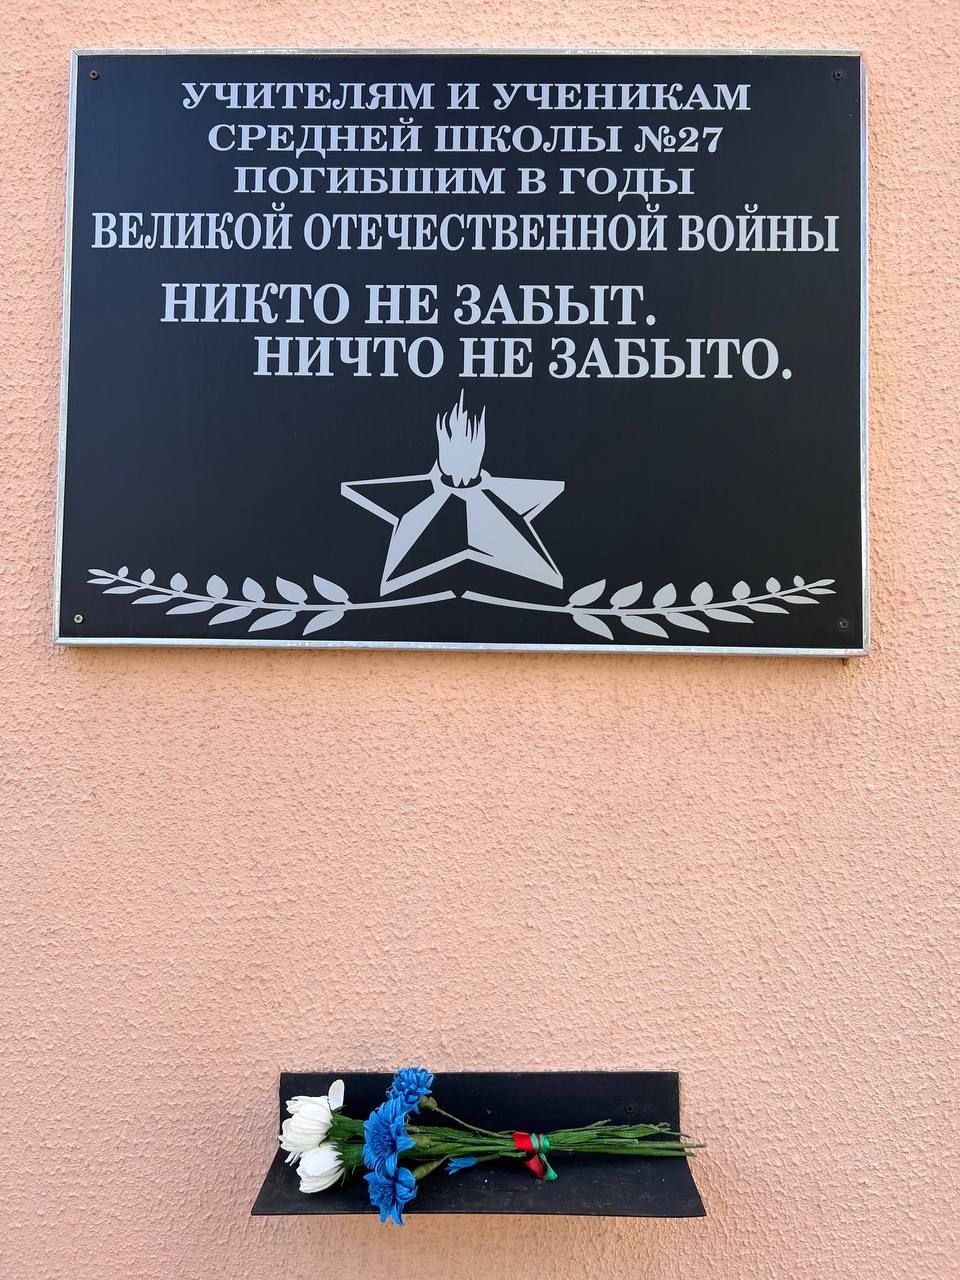 УЧИТЕЛЯМ И УЧЕНИКАМ
СРЕДНЕЙ ШКОЛЫ №27
ПОГИБШИМ В ГОДЫ
ВЕЛИКОЙ ОТЕЧЕСТВЕННОЙ ВОЙНЫ
НИКТО НЕ ЗАБЫТ.
НИЧТО НЕ ЗАБЫТО.